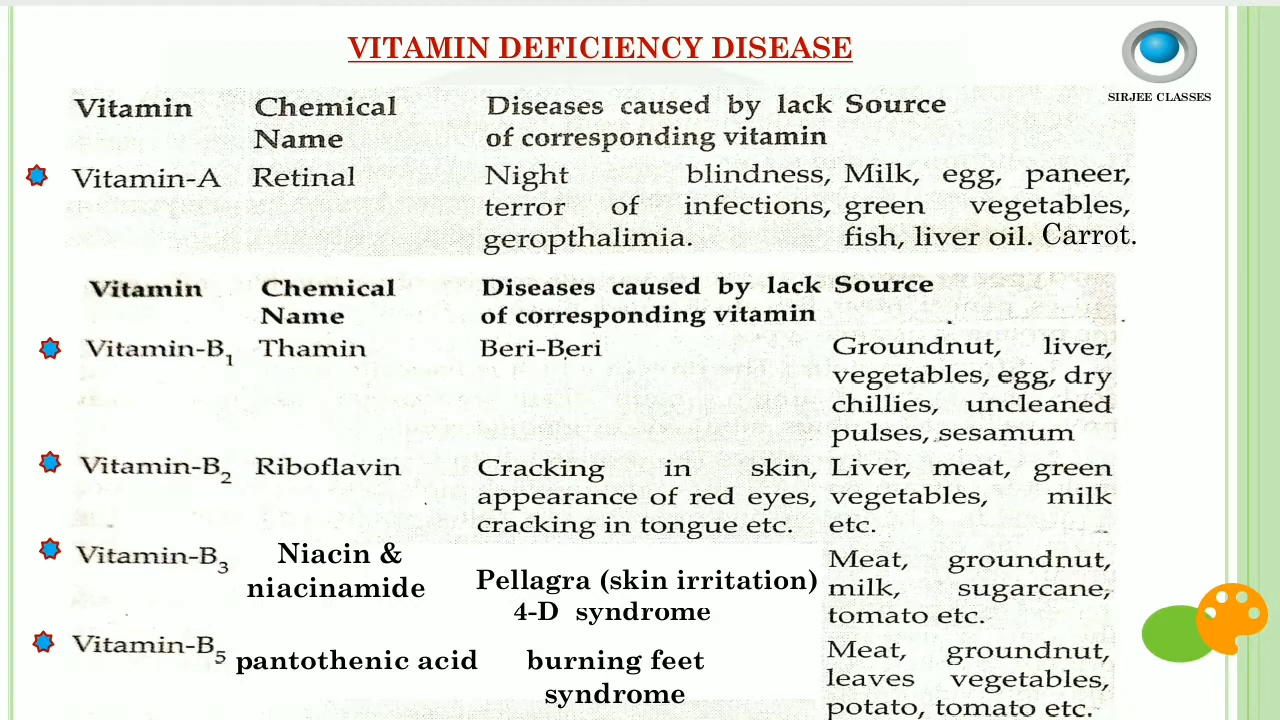 VITAMIN DEFICIENCY DISEASE
SIRJEE CLASSES
Vitamin Chemical Name Diseases caused by lack of corresponding vitamin Source
Vitamin-A Retinal Night blindness, terror of infections, geropthalimia. Milk, egg, paneer, green vegetables, fish, liver oil. Carrot.
Vitamin Chemical Name Diseases caused by lack of corresponding vitamin Source
Vitamin-B1 Thamin Beri-Beri Groundnut, liver, vegetables, egg, dry chillies, uncleaned pulses, sesamum
Vitamin-B2 Riboflavin Cracking in skin, appearance of red eyes, cracking in tongue etc. Liver, meat, green vegetables, milk etc.
Vitamin-B3 Niacin & niacinamide Pellagra (skin irritation) 4-D syndrome Meat, groundnut, milk, sugarcane, tomato etc.
Vitamin-B5 pantothenic acid burning feet syndrome Meat, groundnut, leaves vegetables, potato, tomato etc.